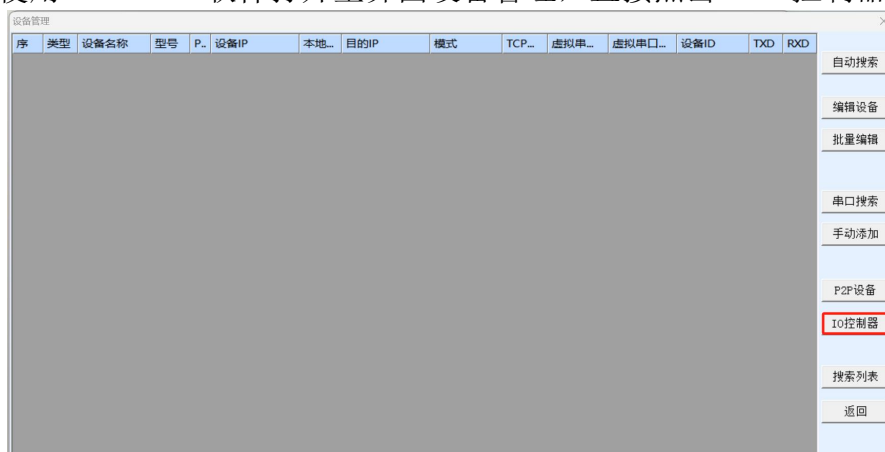 设备管理
序 类型 设备名称 型号 P.. 设备IP 本地... 目的IP 模式 TCP... 虚拟串... 虚拟串口... 设备ID TXD RXD
自动搜索
编辑设备
批量编辑
串口搜索
手动添加
P2P设备
IO控制器
搜索列表
返回